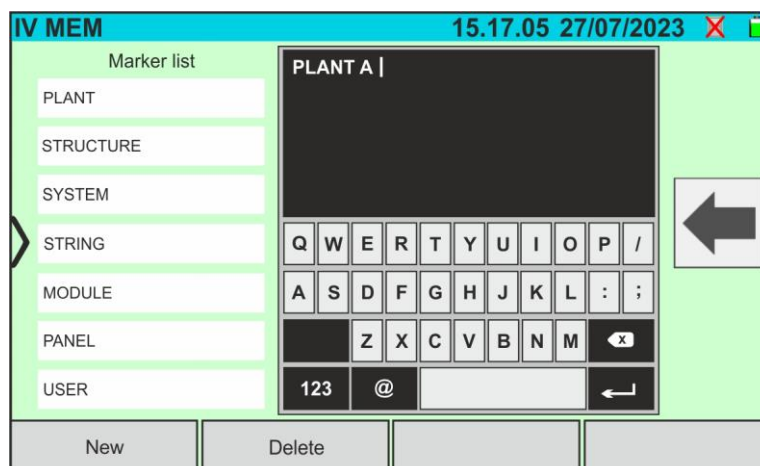 IV MEM 15.17.05 27/07/2023
Marker list
PLANT
STRUCTURE
SYSTEM
STRING
MODULE
PANEL
USER
PLANT A
Q W E R T Y U I O P /
A S D F G H J K L : ;
Z X C V B N M x
123 @
New Delete